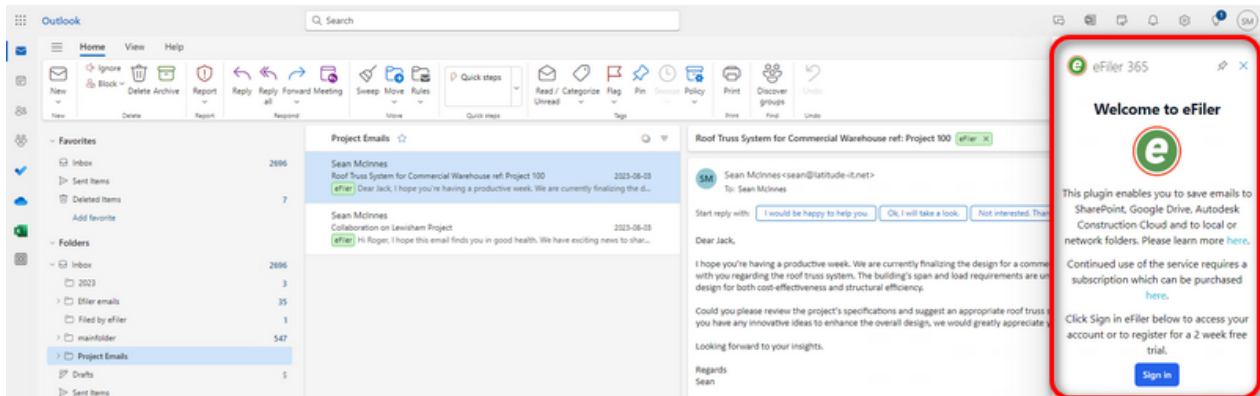 Outlook
Search
SM
Home View Help
New
Ignore
Block
Delete Archive
Report
Reply Reply all Forward Meeting
Sweep Move Rules
Quick steps
Read / Unread Categorize Flag Pin Snooze Policy
Print
Discover groups
Undo
New Delete Report Respond Move Quick steps Tags Print Find Undo
Favorites
Inbox 2696
Sent Items
Deleted Items 7
Add favorite
Folders
Inbox 2696
2023 3
Efiler emails 35
Filed by eFiler 1
mainfolder 547
Project Emails
Drafts 5
Sent Items
Project Emails
Sean McInnes
Roof Truss System for Commercial Warehouse ref: Project 100 2023-08-03
eFiler Dear Jack, I hope you're having a productive week. We are currently finalizing the d...
Sean McInnes
Collaboration on Lewisham Project 2023-08-03
eFiler Hi Roger, I hope this email finds you in good health. We have exciting news to shar...
Roof Truss System for Commercial Warehouse ref: Project 100 eFiler
SM
Sean McInnes<sean@latitude-it.net>
To: Sean McInnes
Start reply with: I would be happy to help you. Ok, I will take a look. Not interested.
Dear Jack,
I hope you're having a productive week. We are currently finalizing the design for a comme
with you regarding the roof truss system. The building's span and load requirements are un
design for both cost-effectiveness and structural efficiency.
Could you please review the project's specifications and suggest an appropriate roof truss
you have any innovative ideas to enhance the overall design, we would greatly appreciate
Looking forward to your insights.
Regards
Sean
e eFiler 365
Welcome to eFiler
e
This plugin enables you to save emails to
SharePoint, Google Drive, Autodesk
Construction Cloud and to local or
network folders. Please learn more here.
Continued use of the service requires a
subscription which can be purchased
here.
Click Sign in eFiler below to access your
account or to register for a 2 week free
trial.
Sign in